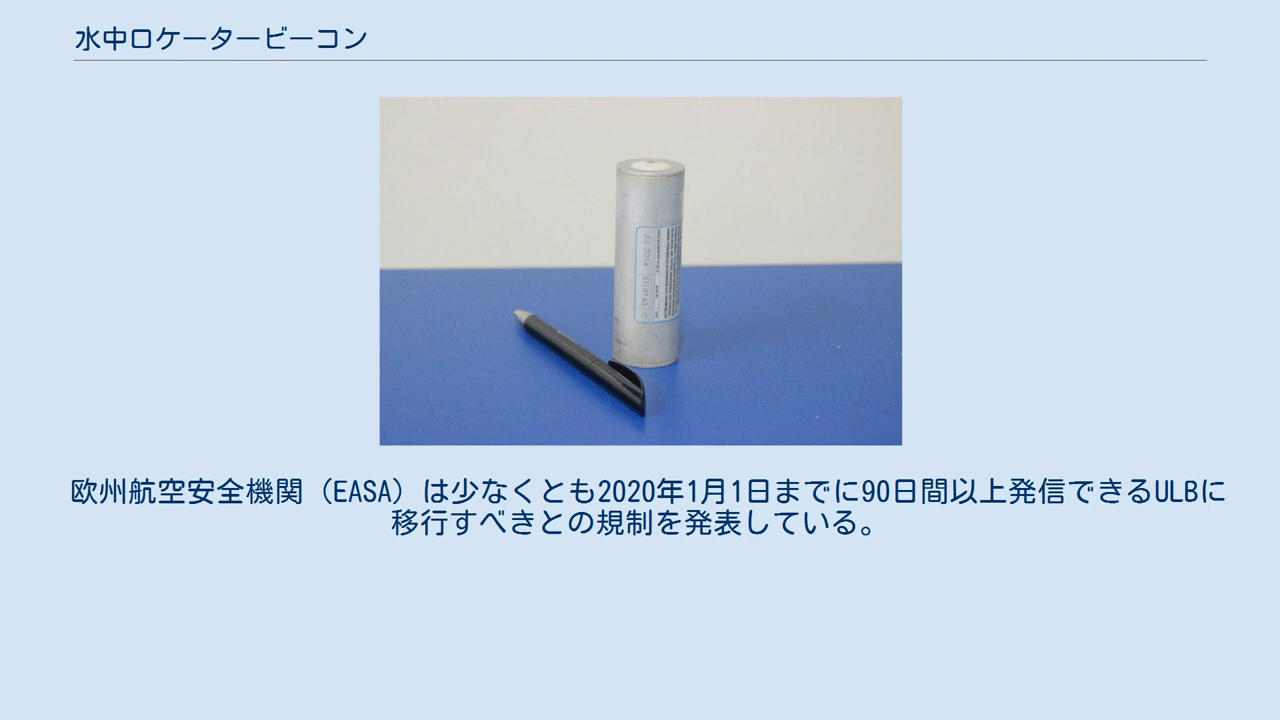 水中ロケータービーコン
欧州航空安全機関（EASA）は少なくとも2020年1月1日までに90日間以上発信できるULBに
移行すべきとの規制を発表している。